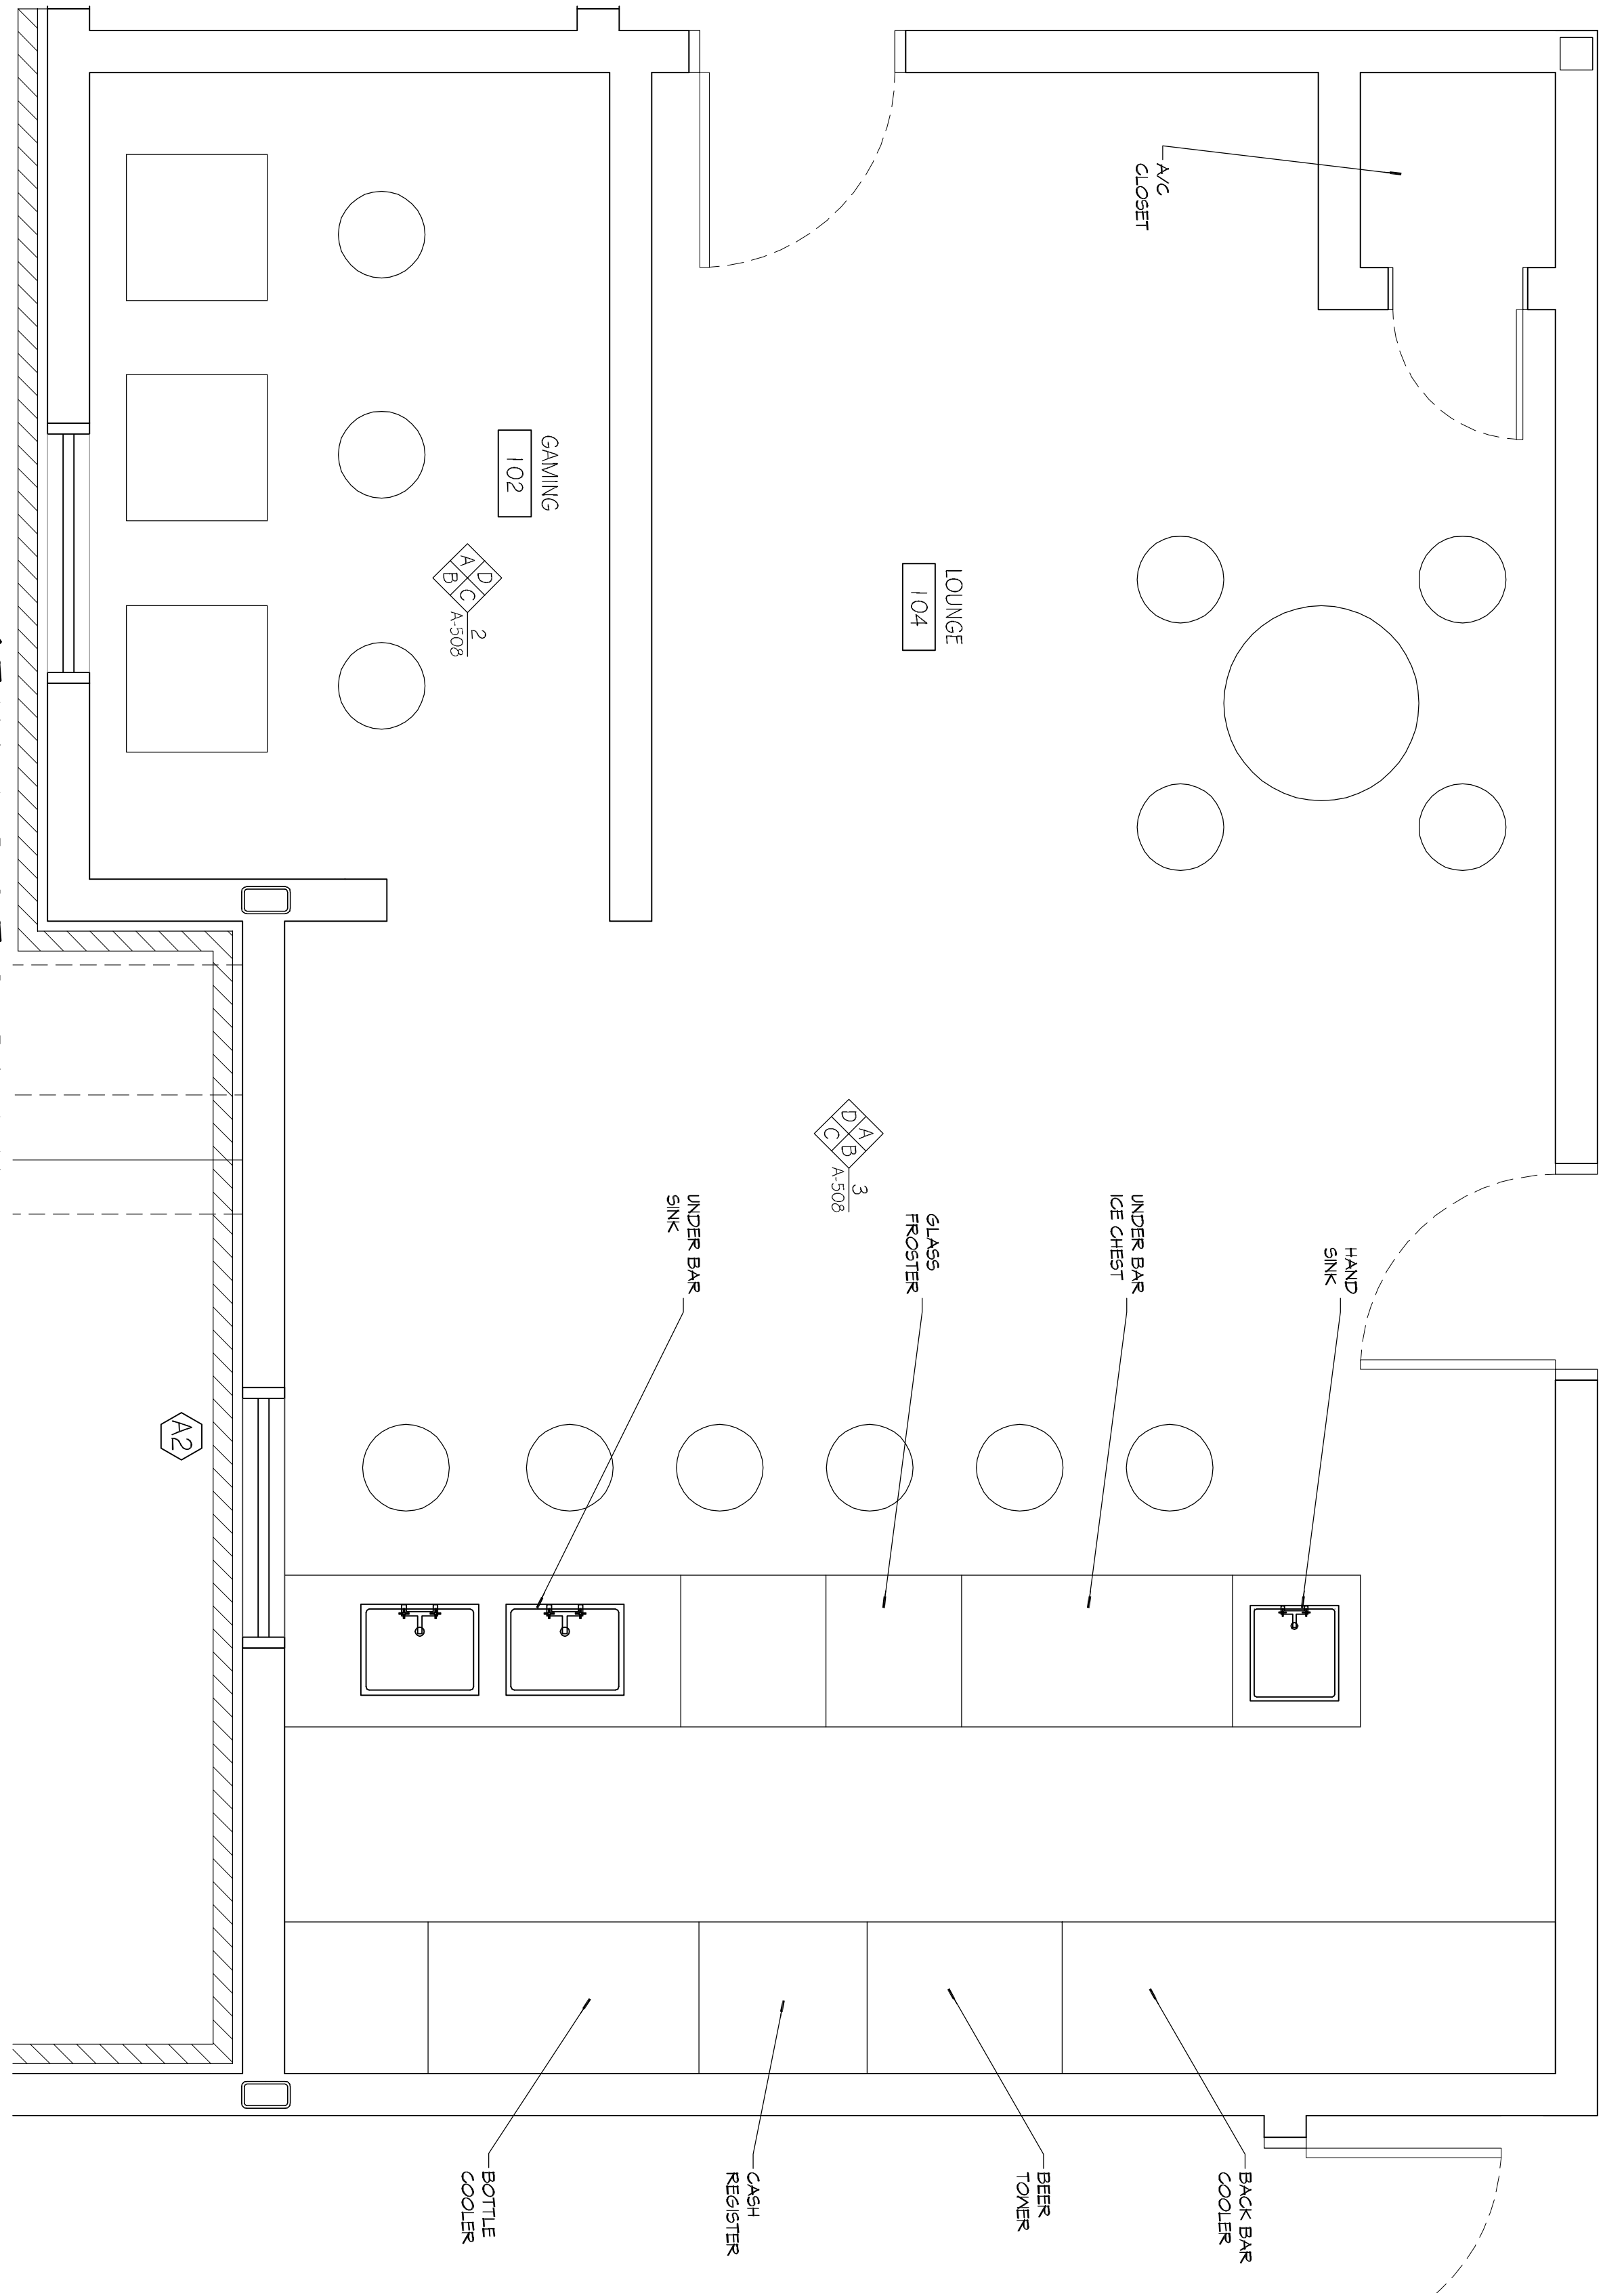 A/C
CLOSET
GAMING
102
D
A
C
B
2
A-508
LOUNGE
104
A
D
B
C
3
A-508
HAND
SINK
UNDER BAR
ICE CHEST
GLASS
FROSTER
UNDER BAR
SINK
A2
BACK BAR
COOLER
BEER
TOWER
CASH
REGISTER
BOTTLE
COOLER